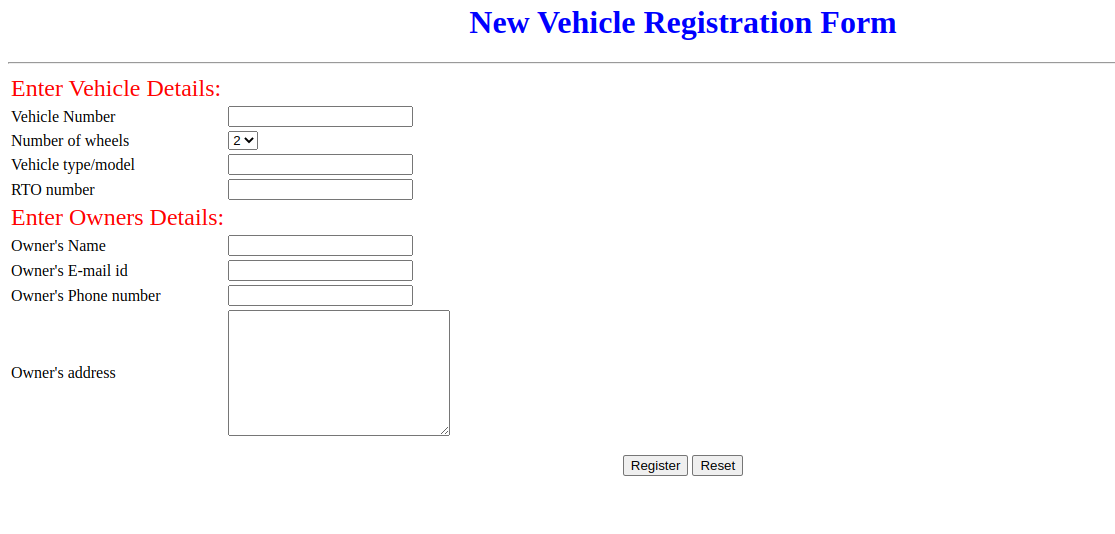 New Vehicle Registration Form
Enter Vehicle Details:
Vehicle Number
Number of wheels 2
Vehicle type/model
RTO number
Enter Owners Details:
Owner's Name
Owner's E-mail id
Owner's Phone number
Owner's address
Register Reset